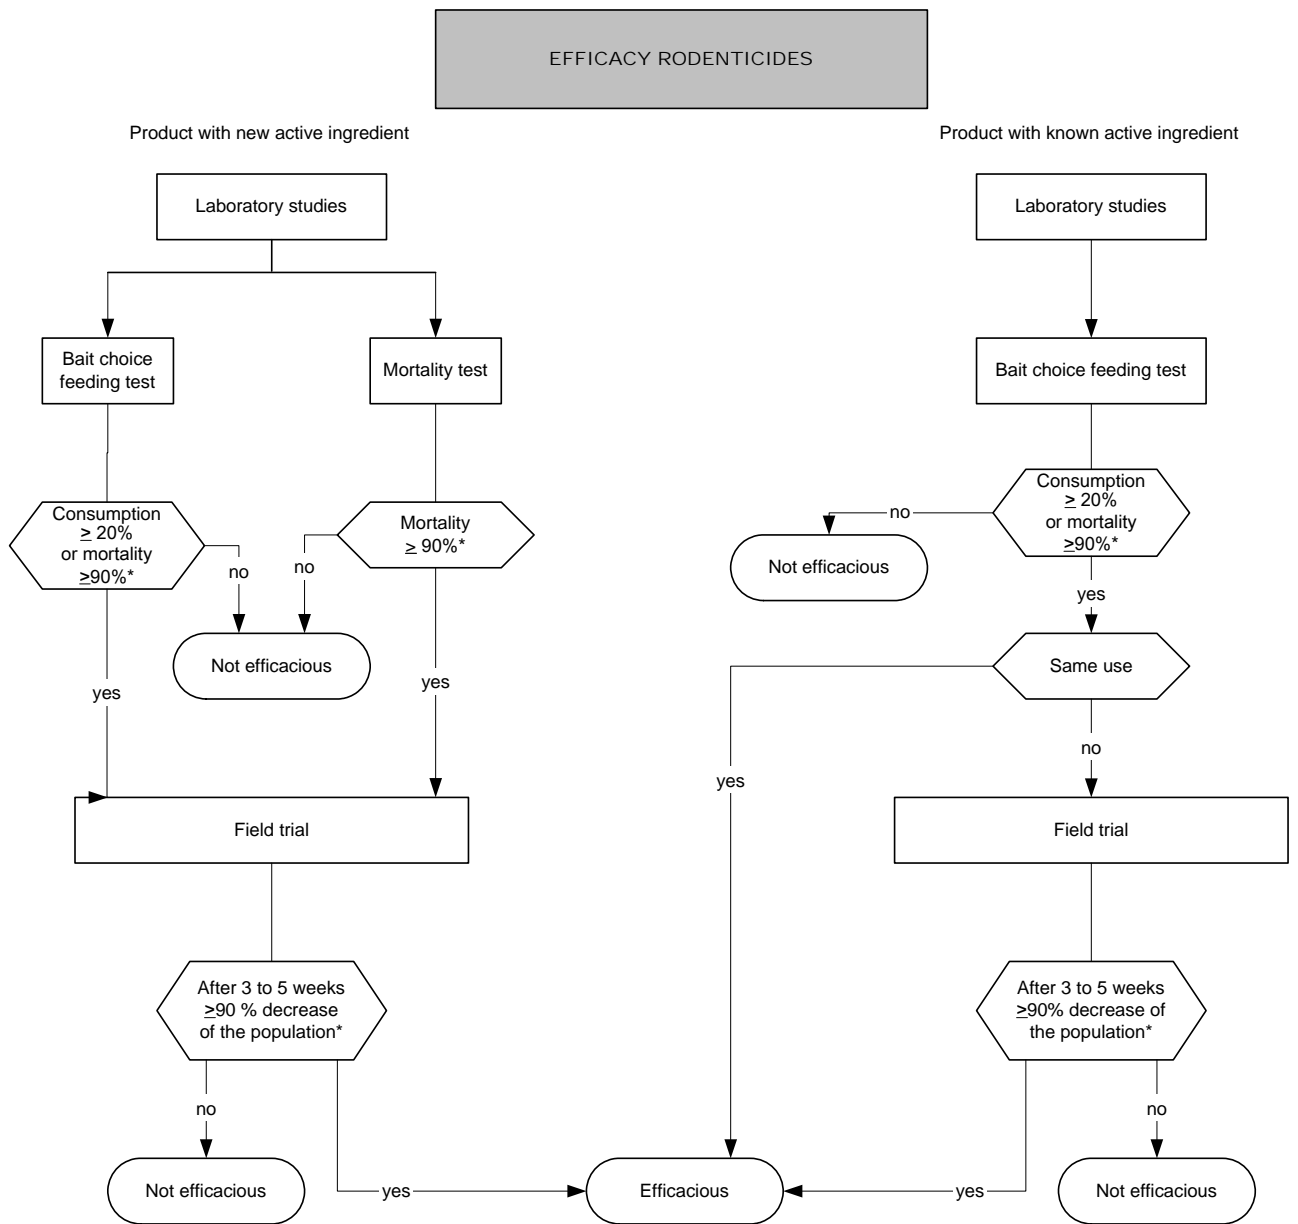 EFFICACY RODENTICIDES
Product with new active ingredient
Product with known active ingredient
Laboratory studies
Laboratory studies
Bait choice
feeding test
Mortality test
Bait choice feeding test
Consumption
≥ 20%
or mortality
≥90%*
Mortality
≥ 90%*
Consumption
≥ 20%
or mortality
≥90%*
no
no
no
Not efficacious
yes
Not efficacious
Same use
yes
yes
no
yes
Field trial
Field trial
After 3 to 5 weeks
≥90 % decrease
of the population*
After 3 to 5 weeks
≥90% decrease of
the population*
no
no
Not efficacious
yes
Efficacious
yes
Not efficacious